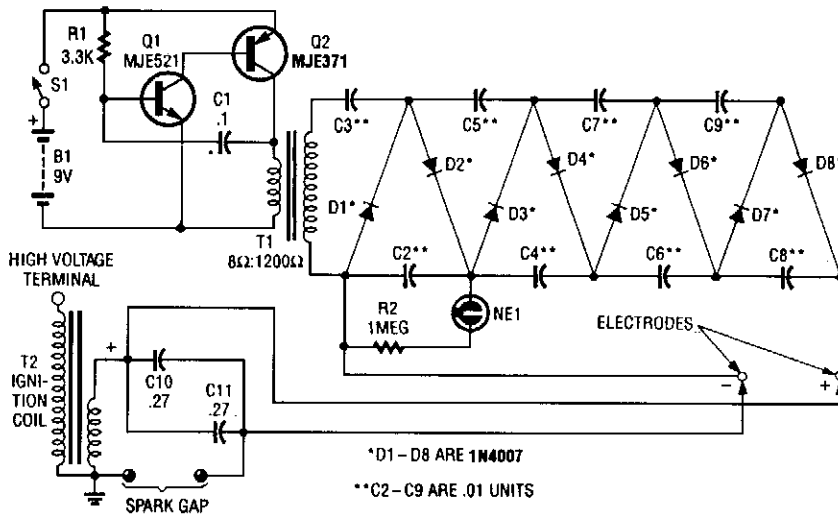 R1
3.3K
Q1
MJE521
Q2
MJE371
S1
C1
.1
+
B1
9V
T1
8Ω:1200Ω
C3**
C5**
C7**
C9**
D1*
D2*
D3*
D4*
D5*
D6*
D7*
D8*
C2**
C4**
C6**
C8**
R2
1MEG
NE1
ELECTRODES
−
+
HIGH VOLTAGE
TERMINAL
T2
IGNI-
TION
COIL
+
C10
.27
C11
.27
SPARK GAP
*D1–D8 ARE 1N4007
**C2–C9 ARE .01 UNITS